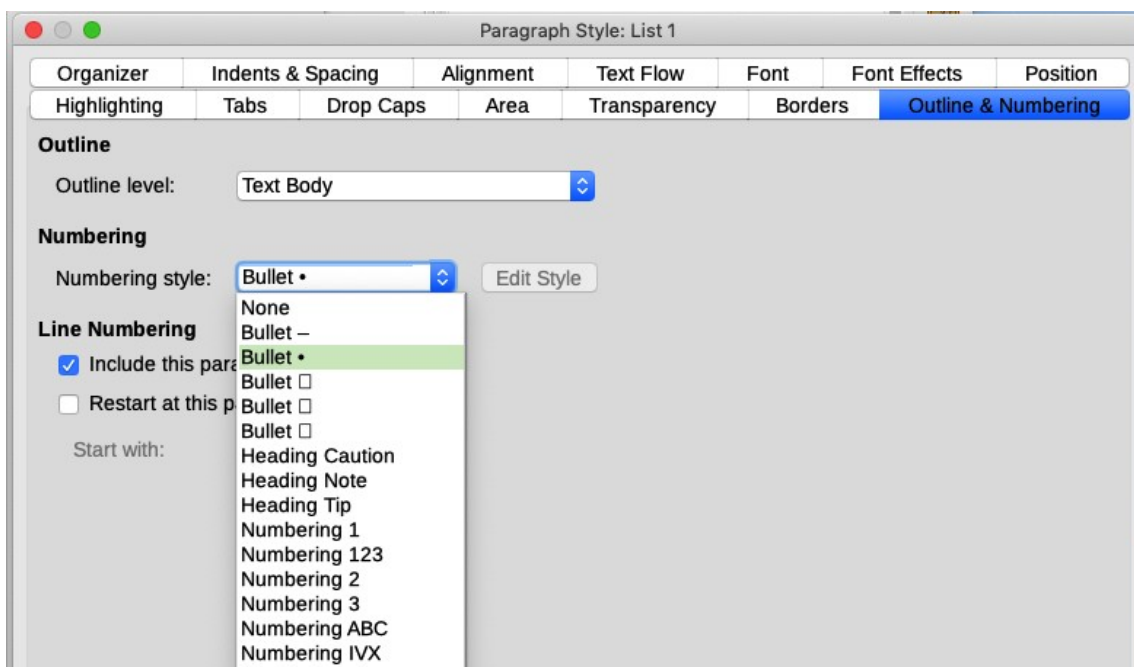 Paragraph Style: List 1
Organizer Indents & Spacing Alignment Text Flow Font Font Effects Position
Highlighting Tabs Drop Caps Area Transparency Borders Outline & Numbering
Outline
Outline level: Text Body
Numbering
Numbering style: Bullet • Edit Style
None
Bullet –
Line Numbering
Bullet •
Include this para
Bullet □
Restart at this p
Bullet □
Bullet □
Start with:
Heading Caution
Heading Note
Heading Tip
Numbering 1
Numbering 123
Numbering 2
Numbering 3
Numbering ABC
Numbering IVX